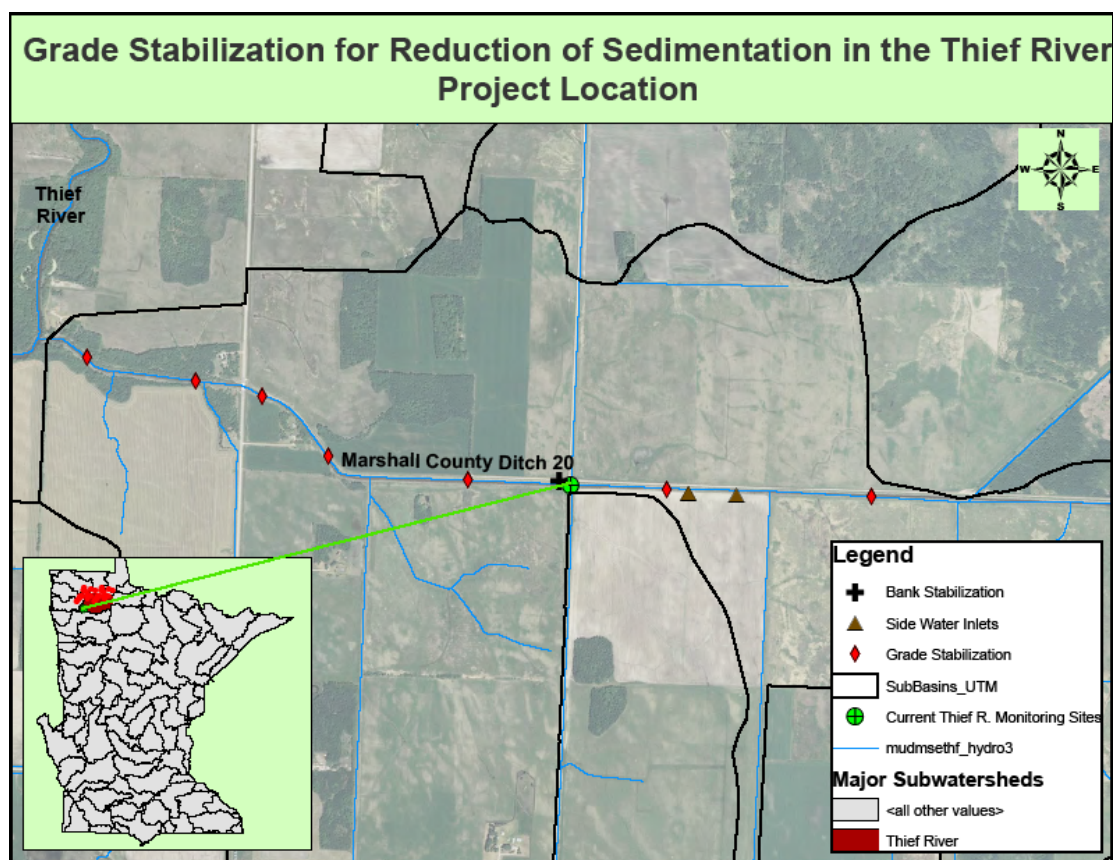 Grade Stabilization for Reduction of Sedimentation in the Thief River
Project Location
N
W
E
S
Thief
River
Marshall County Ditch 20
Legend
Bank Stabilization
Side Water Inlets
Grade Stabilization
SubBasins_UTM
Current Thief R. Monitoring Sites
mudmsethf_hydro3
Major Subwatersheds
<all other values>
Thief River